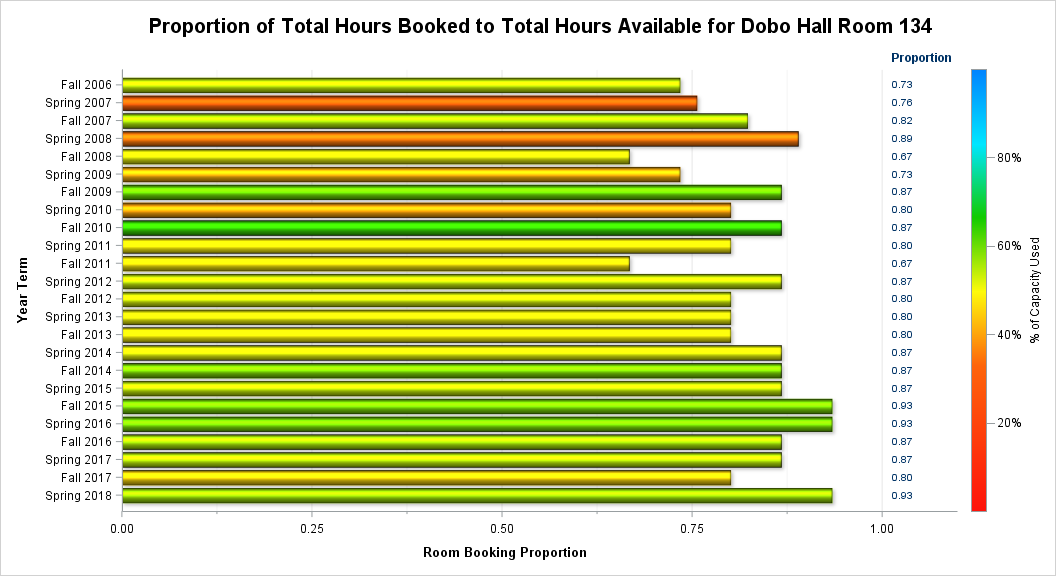 Proportion of Total Hours Booked to Total Hours Available for Dobo Hall Room 134
Proportion
Fall 2006 0.73
Spring 2007 0.76
Fall 2007 0.82
Spring 2008 0.89
Fall 2008 0.67
Spring 2009 0.73
Fall 2009 0.87
Spring 2010 0.80
Fall 2010 0.87
Spring 2011 0.80
Fall 2011 0.67
Spring 2012 0.87
Fall 2012 0.80
Spring 2013 0.80
Fall 2013 0.80
Spring 2014 0.87
Fall 2014 0.87
Spring 2015 0.87
Fall 2015 0.93
Spring 2016 0.93
Fall 2016 0.87
Spring 2017 0.87
Fall 2017 0.80
Spring 2018 0.93
Year Term
0.00 0.25 0.50 0.75 1.00
Room Booking Proportion
80%
60%
40%
20%
% of Capacity Used